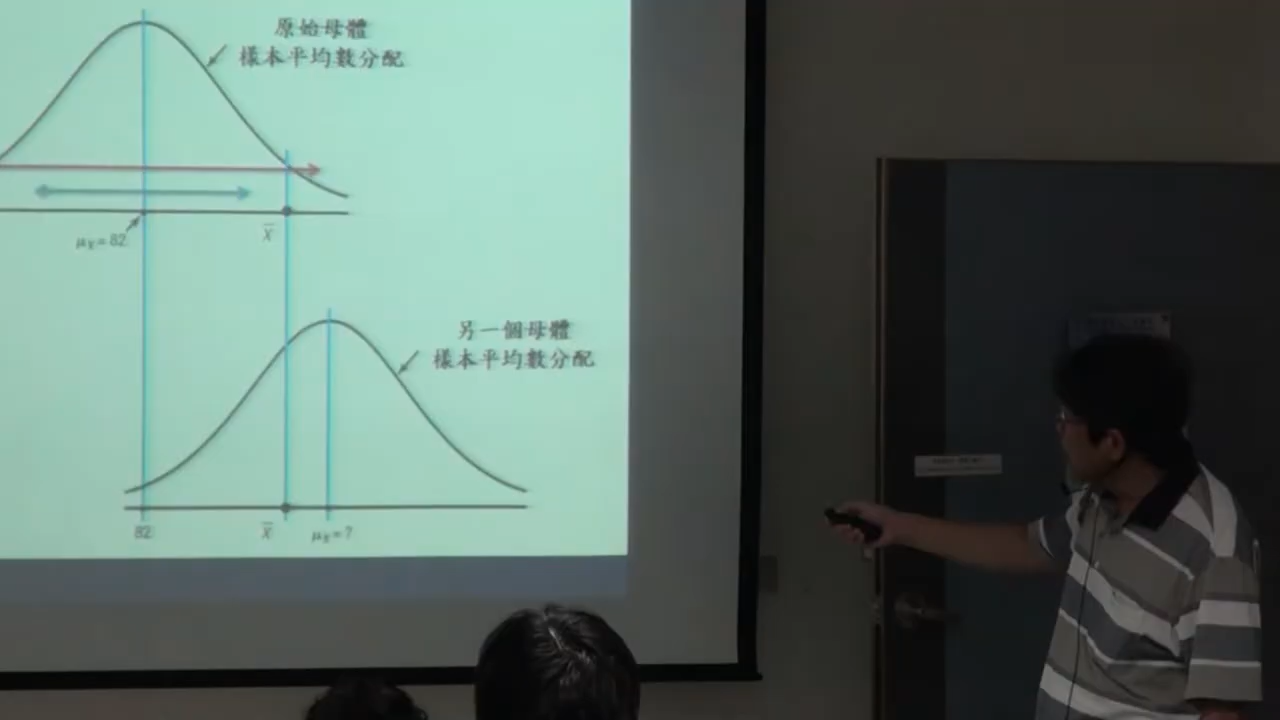 原始母體
樣本平均數分配
μx̄=82
x̄
另一個母體
樣本平均數分配
82
x̄
μx̄=?